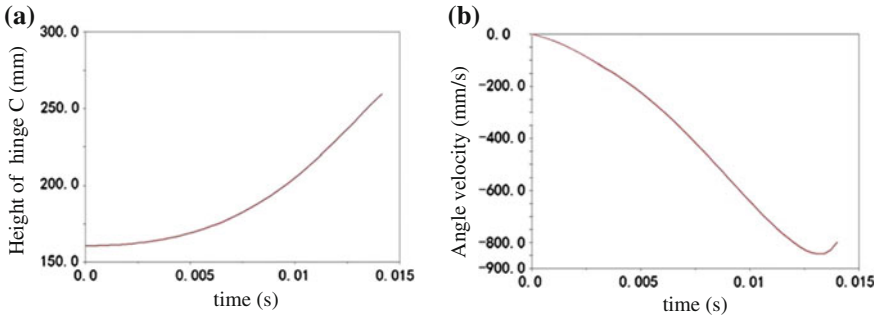 (a)
300. 0
250. 0
200. 0
150. 0
Height of hinge C (mm)
0. 0 0. 005 0. 01 0. 015
time (s)
(b)
0. 0
-200. 0
-400. 0
-600. 0
-800. 0
-900. 0
Angle velocity (mm/s)
0. 0 0. 005 0. 01 0. 015
time (s)